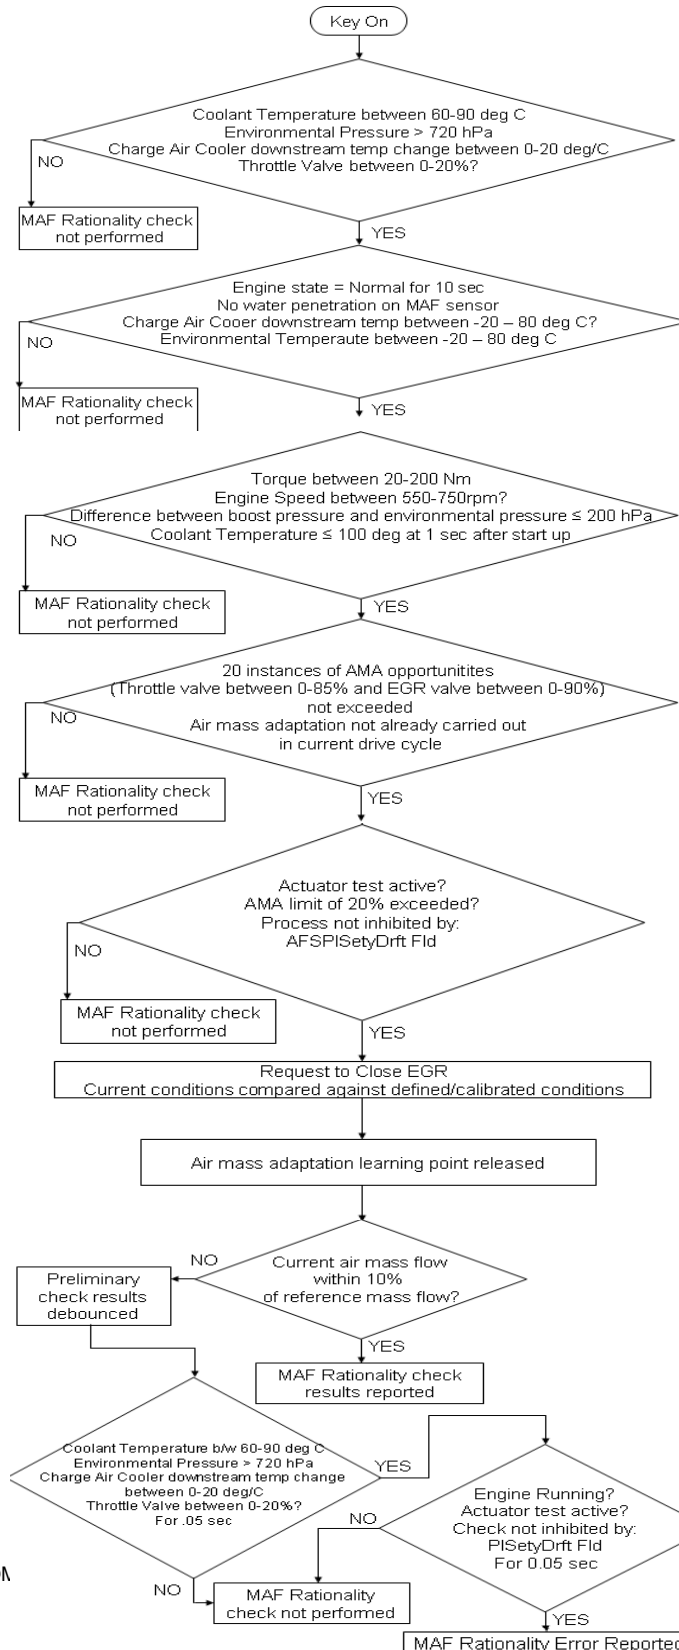 Key On
Coolant Temperature between 60-90 deg C
Environmental Pressure > 720 hPa
Charge Air Cooler downstream temp change between 0-20 deg/C
Throttle Valve between 0-20%?
NO
MAF Rationality check
not performed
YES
Engine state = Normal for 10 sec
No water penetration on MAF sensor
Charge Air Cooer downstream temp between -20 – 80 deg C?
Environmental Temperaute between -20 – 80 deg C
NO
MAF Rationality check
not performed
YES
Torque between 20-200 Nm
Engine Speed between 550-750rpm?
Difference between boost pressure and environmental pressure ≤ 200 hPa
Coolant Temperature ≤ 100 deg at 1 sec after start up
NO
MAF Rationality check
not performed
YES
20 instances of AMA opportunitites
(Throttle valve between 0-85% and EGR valve between 0-90%)
not exceeded
Air mass adaptation not already carried out
in current drive cycle
NO
MAF Rationality check
not performed
YES
Actuator test active?
AMA limit of 20% exceeded?
Process not inhibited by:
AFSPlSetyDrft Fld
NO
MAF Rationality check
not performed
YES
Request to Close EGR
Current conditions compared against defined/calibrated conditions
Air mass adaptation learning point released
Current air mass flow
within 10%
of reference mass flow?
NO
Preliminary
check results
debounced
YES
MAF Rationality check
results reported
Coolant Temperature b/w 60-90 deg C
Environmental Pressure > 720 hPa
Charge Air Cooler downstream temp change
between 0-20 deg/C
Throttle Valve between 0-20%?
For .05 sec
YES
Engine Running?
Actuator test active?
Check not inhibited by:
PlSetyDrft Fld
For 0.05 sec
NO
NO
MAF Rationality
check not performed
YES
MAF Rationality Error Reported